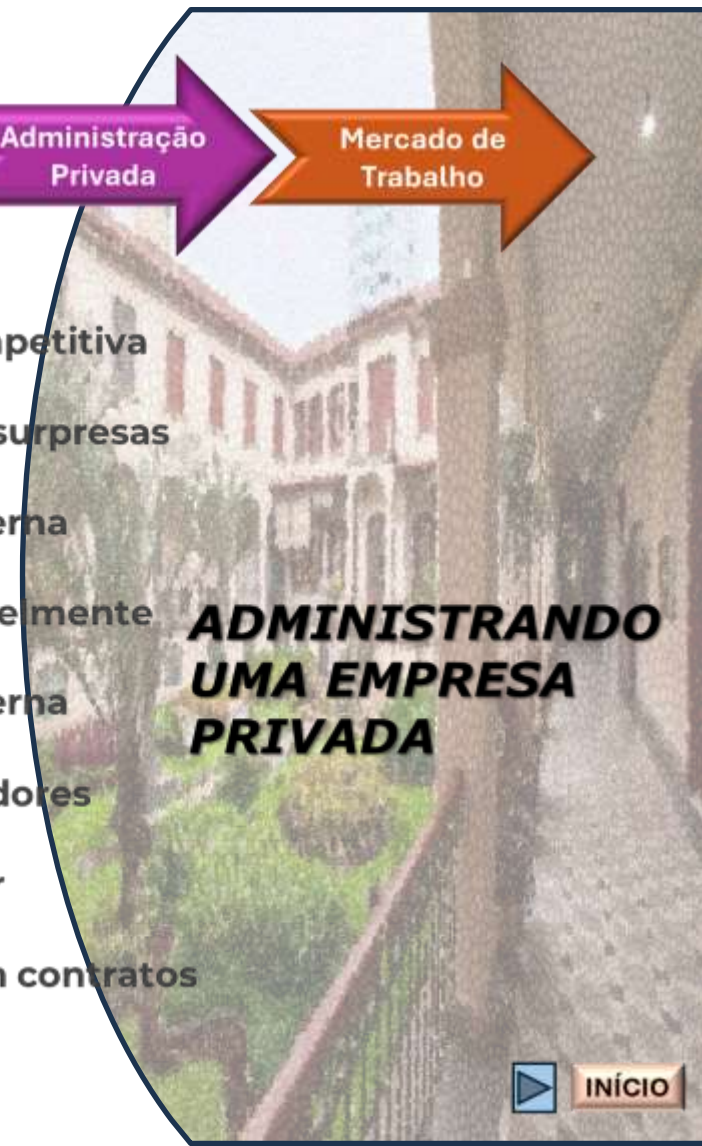 Administração
Privada
Mercado de
Trabalho
petitiva
surpresas
erna
elmente
ADMINISTRANDO
UMA EMPRESA
PRIVADA
erna
dores
r
contratos
INÍCIO